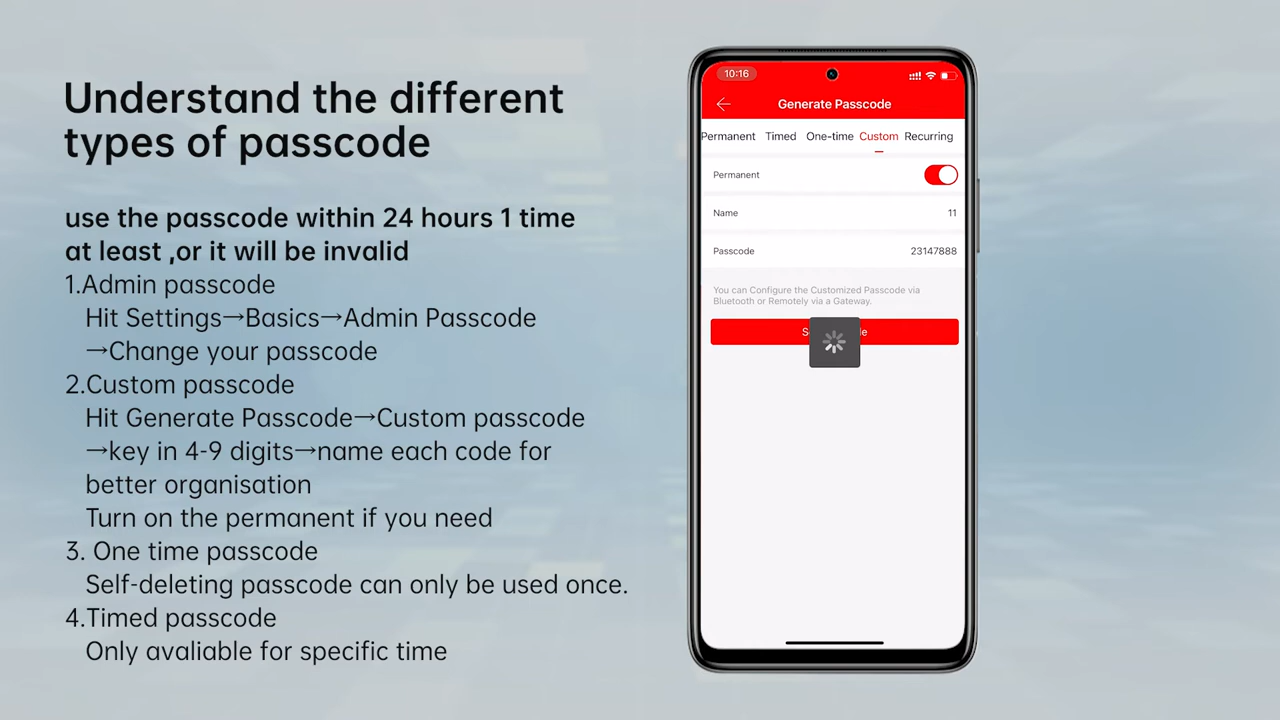 Understand the different
types of passcode
use the passcode within 24 hours 1 time
at least ,or it will be invalid
1.Admin passcode
Hit Settings→Basics→Admin Passcode
→Change your passcode
2.Custom passcode
Hit Generate Passcode→Custom passcode
→key in 4-9 digits→name each code for
better organisation
Turn on the permanent if you need
3. One time passcode
Self-deleting passcode can only be used once.
4.Timed passcode
Only avaliable for specific time
10:16
Generate Passcode
Permanent Timed One-time Custom Recurring
Permanent
Name 11
Passcode 23147888
You can Configure the Customized Passcode via
Bluetooth or Remotely via a Gateway.